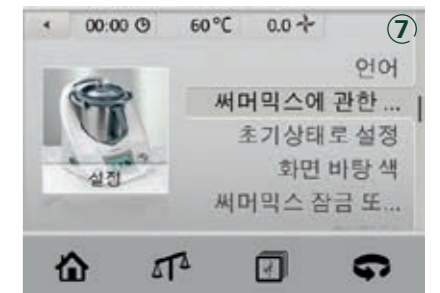 00:00 60°C 0.0 ⑦
언어
써머믹스에 관한 ...
초기상태로 설정
화면 바탕 색
써머믹스 잠금 또...
설정